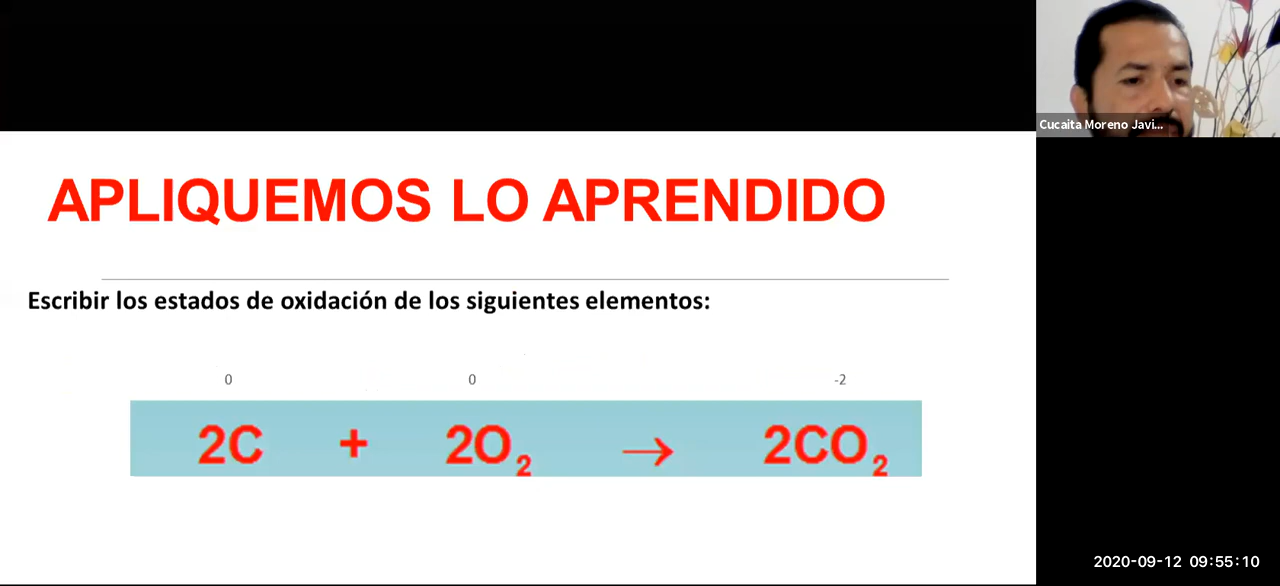 Cucaita Moreno Javi...
APLIQUEMOS LO APRENDIDO
Escribir los estados de oxidación de los siguientes elementos:
0 0 -2
2C + 2O₂ → 2CO₂
2020-09-12 09:55:10